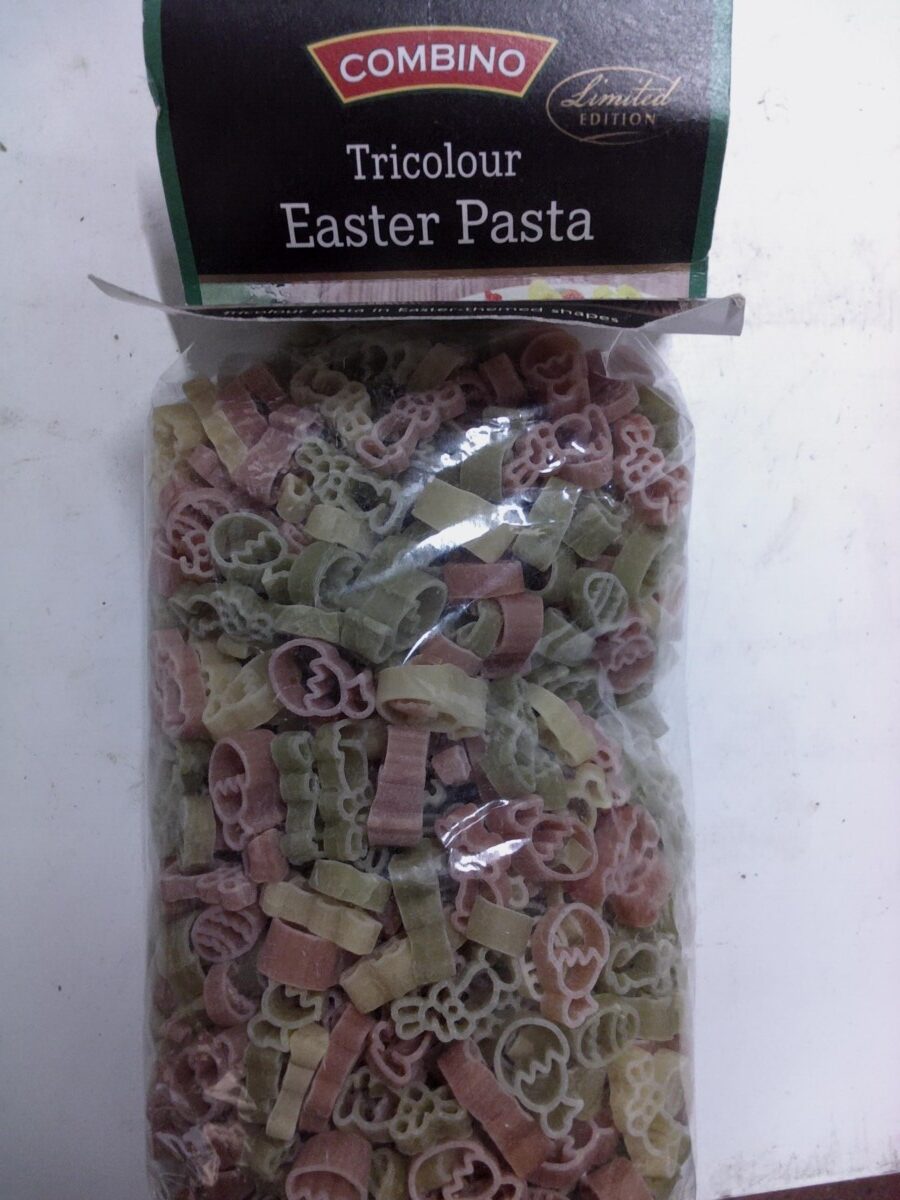 COMBINO
Limited
EDITION
Tricolour
Easter Pasta
Tricolour pasta in Easter-themed shapes